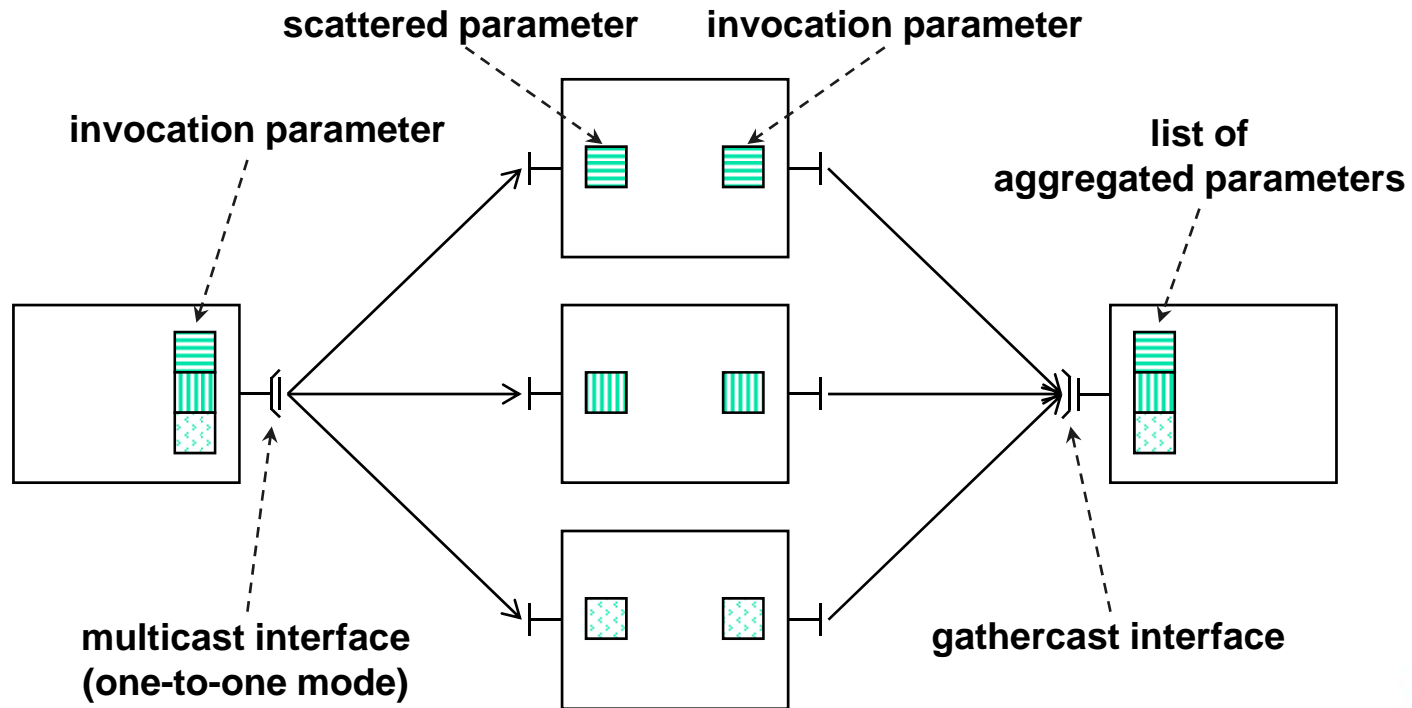 scattered parameter
invocation parameter
invocation parameter
list of
aggregated parameters
multicast interface
(one-to-one mode)
gathercast interface